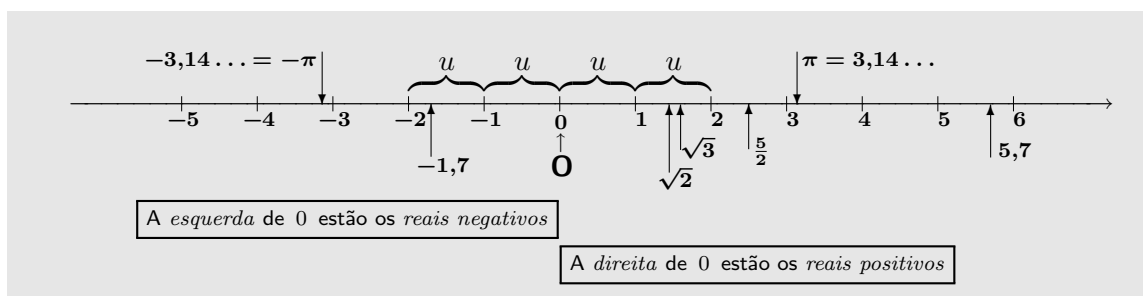 −3,14 . . . = −π
u u u u
π = 3,14 . . .
−5 −4 −3 −2 −1 0 1 2 3 4 5 6
−1,7
O
√2
√3
5/2
5,7
A esquerda de 0 estão os reais negativos
A direita de 0 estão os reais positivos